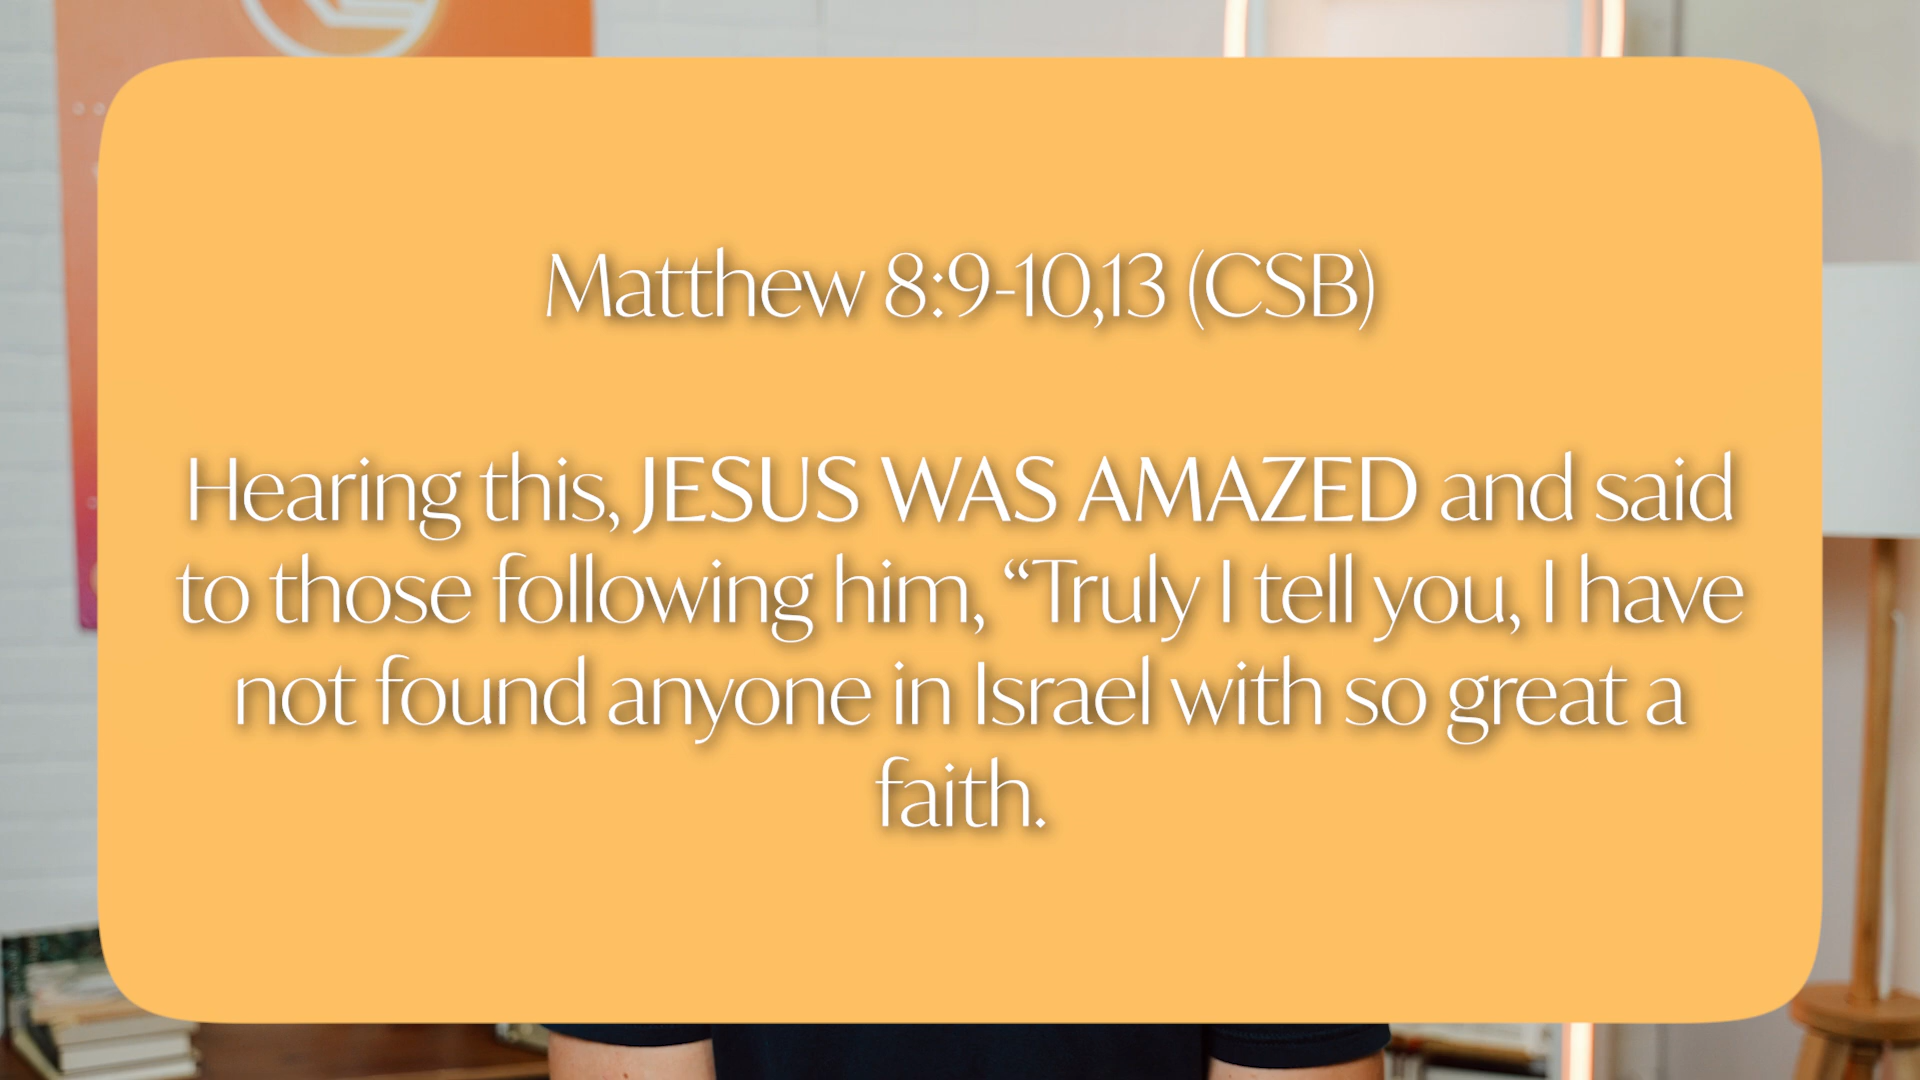 Matthew 8:9-10,13 (CSB)
Hearing this, JESUS WAS AMAZED and said
to those following him, “Truly I tell you, I have
not found anyone in Israel with so great a
faith.